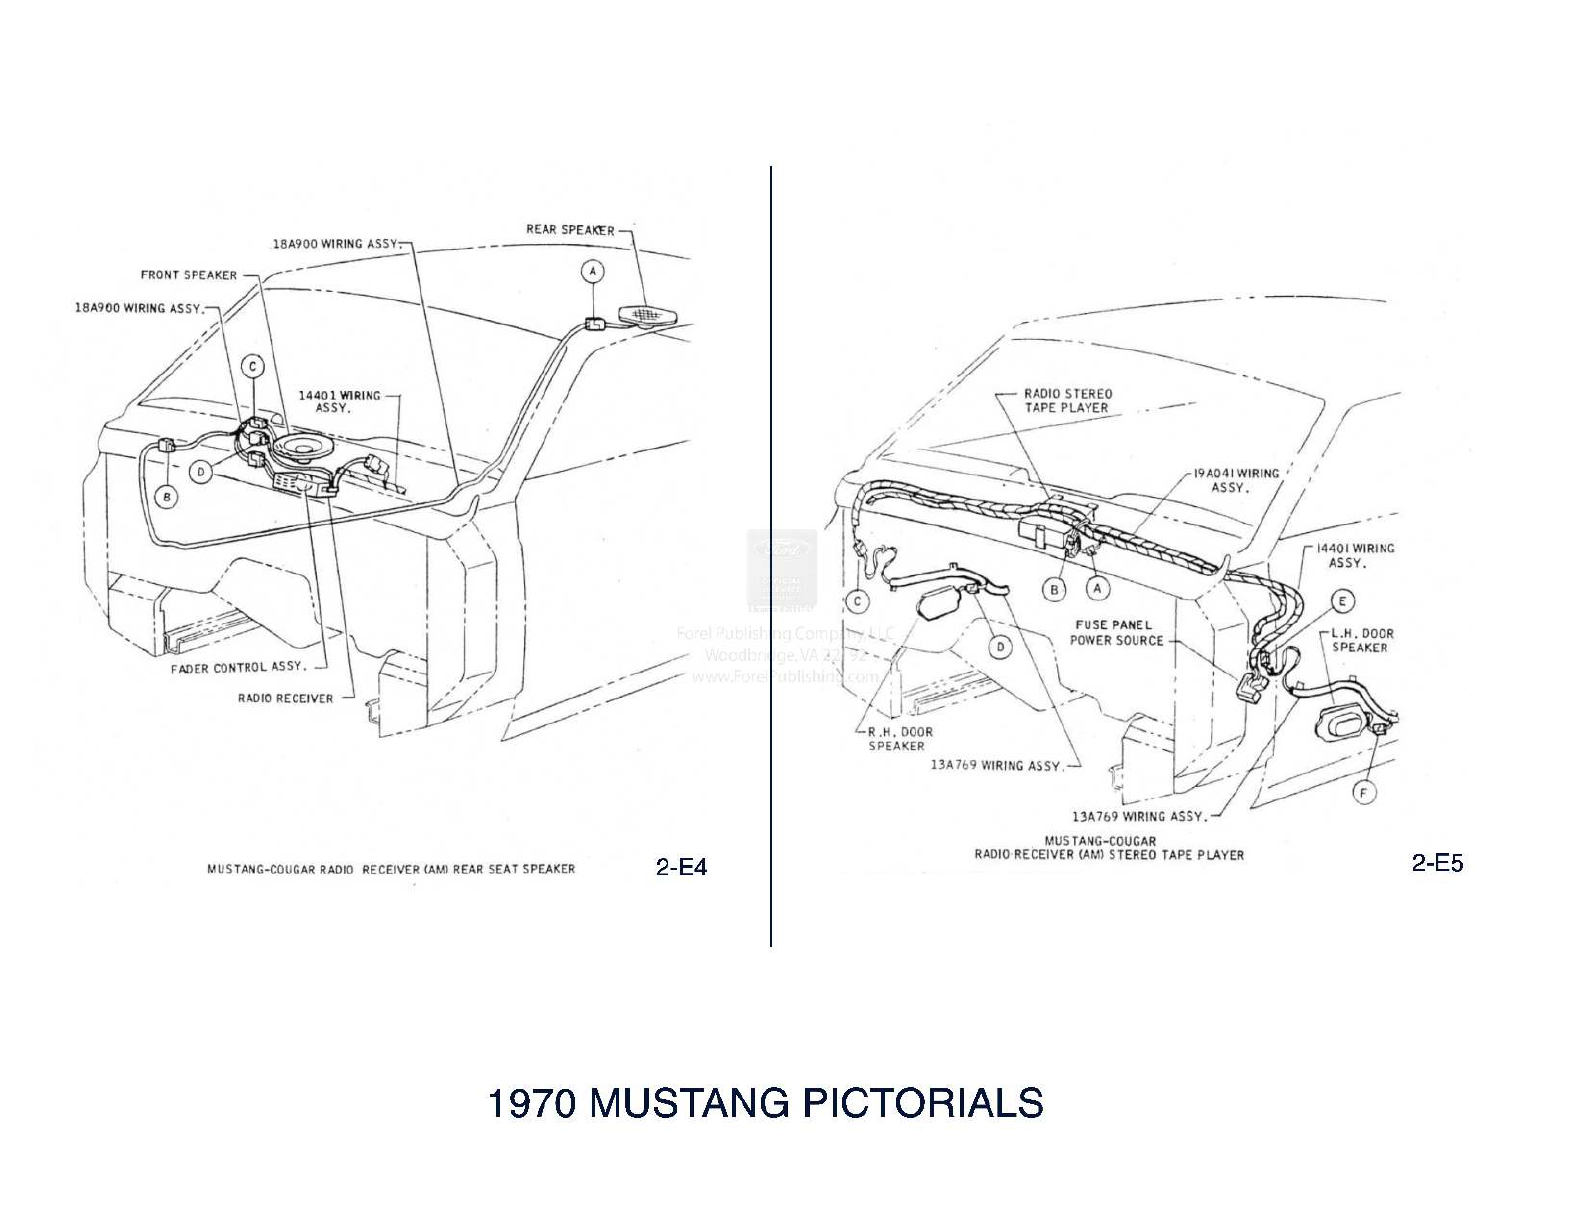 REAR SPEAKER
18A900 WIRING ASSY.
A
FRONT SPEAKER
18A900 WIRING ASSY.
C
14401 WIRING
ASSY.
D
B
FADER CONTROL ASSY.
RADIO RECEIVER
MUSTANG-COUGAR RADIO RECEIVER (AM) REAR SEAT SPEAKER
2-E4
RADIO STEREO
TAPE PLAYER
19A041 WIRING
ASSY.
14401 WIRING
ASSY.
B
A
C
E
FUSE PANEL
POWER SOURCE
L.H. DOOR
SPEAKER
D
R.H. DOOR
SPEAKER
13A769 WIRING ASSY.
F
13A769 WIRING ASSY.
MUSTANG-COUGAR
RADIO RECEIVER (AM) STEREO TAPE PLAYER
2-E5
Ford
Forel Publishing Company, LLC
Woodbridge, VA 22192
www.ForelPublishing.com
1970 MUSTANG PICTORIALS